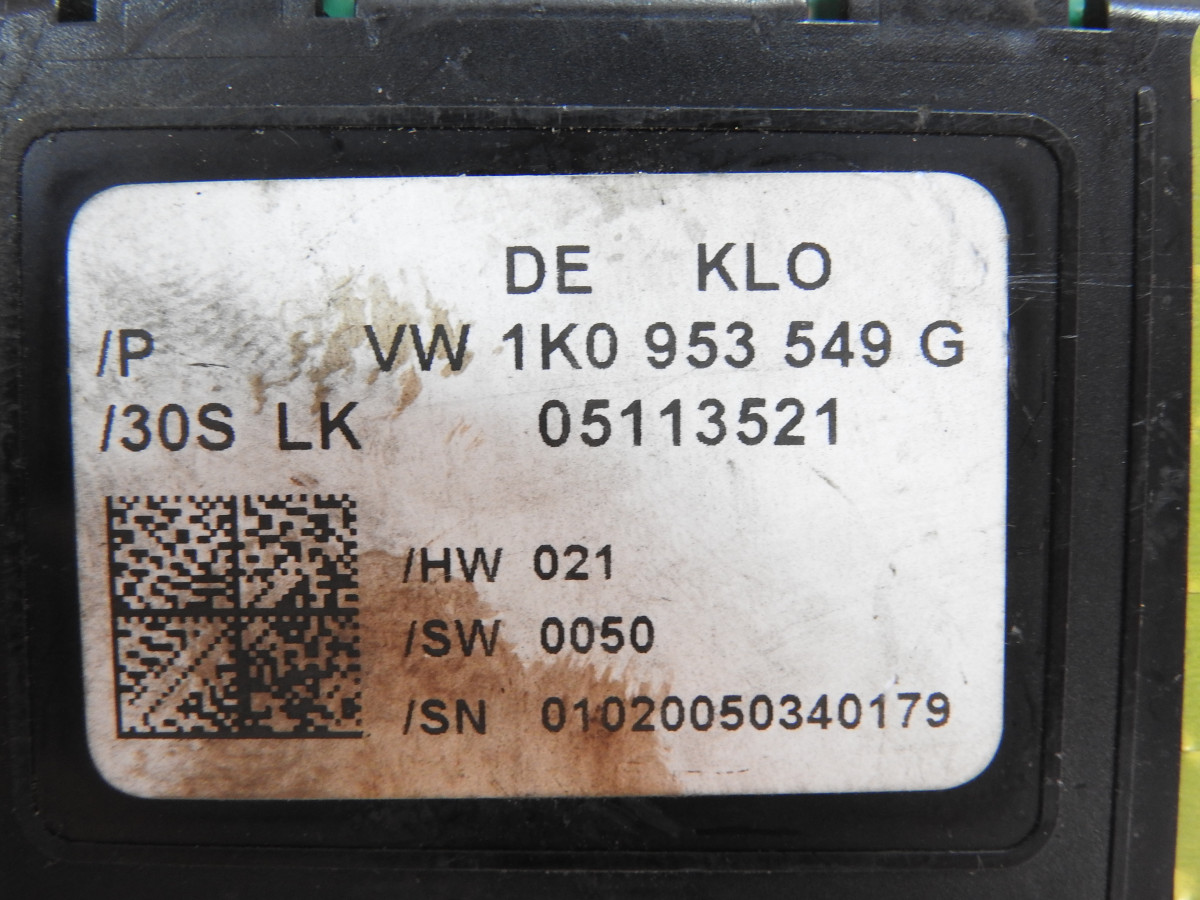 DE KLO
/P VW 1K0 953 549 G
/30S LK 05113521
/HW 021
/SW 0050
/SN 01020050340179